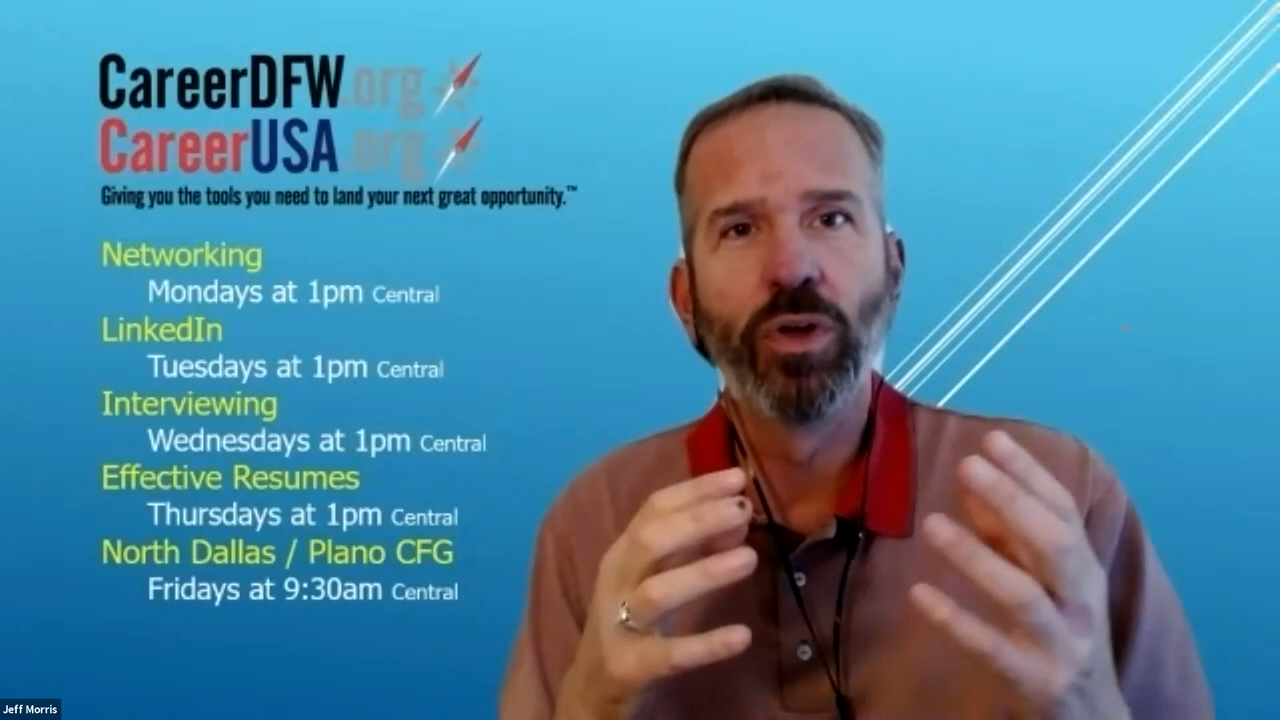 CareerDFW.org
CareerUSA.org
Giving you the tools you need to land your next great opportunity.™
Networking
Mondays at 1pm Central
LinkedIn
Tuesdays at 1pm Central
Interviewing
Wednesdays at 1pm Central
Effective Resumes
Thursdays at 1pm Central
North Dallas / Plano CFG
Fridays at 9:30am Central
Jeff Morris